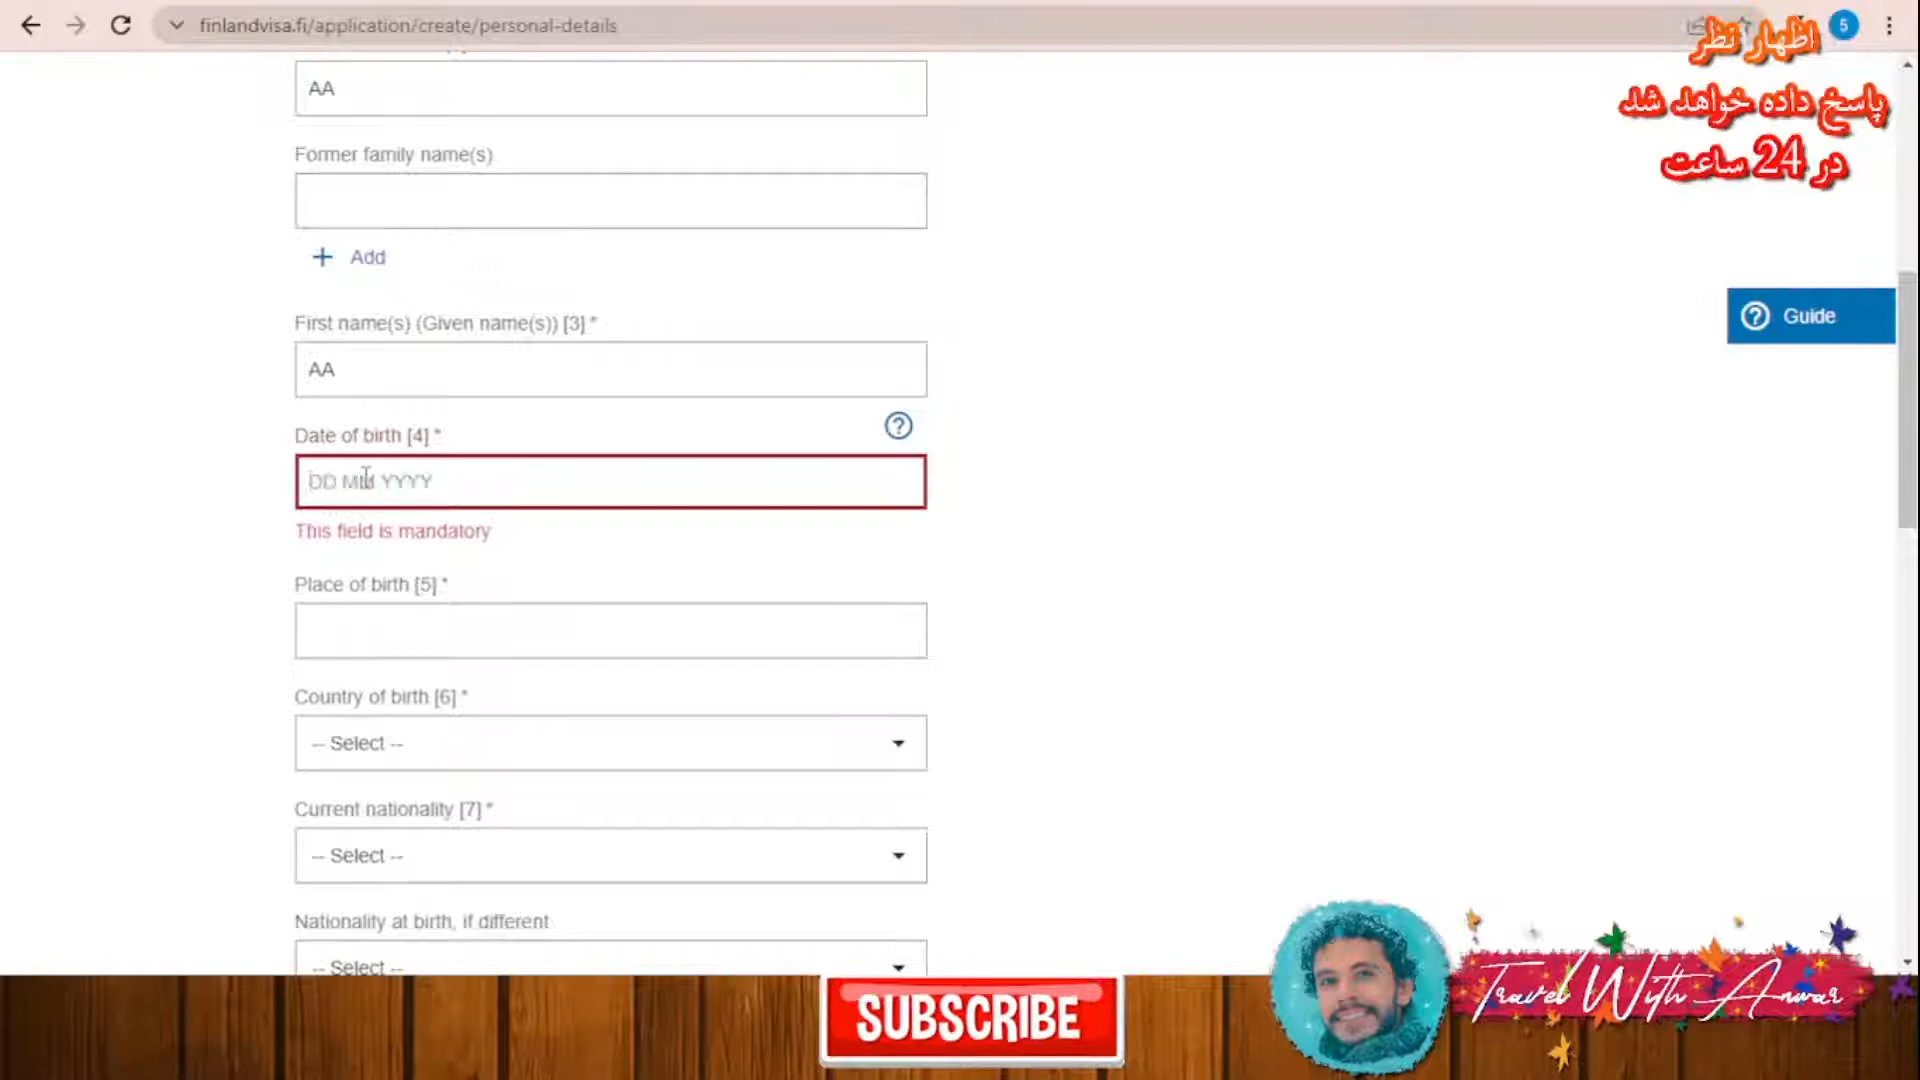 finlandvisa.fi/application/create/personal-details
5
اظهار نظر
پاسخ داده خواهد شد
در 24 ساعت
AA
Former family name(s)
+ Add
Guide
First name(s) (Given name(s)) [3] *
AA
Date of birth [4] *
DD MM YYYY
This field is mandatory
Place of birth [5] *
Country of birth [6] *
-- Select --
Current nationality [7] *
-- Select --
Nationality at birth, if different
-- Select --
SUBSCRIBE
Travel With Anwar